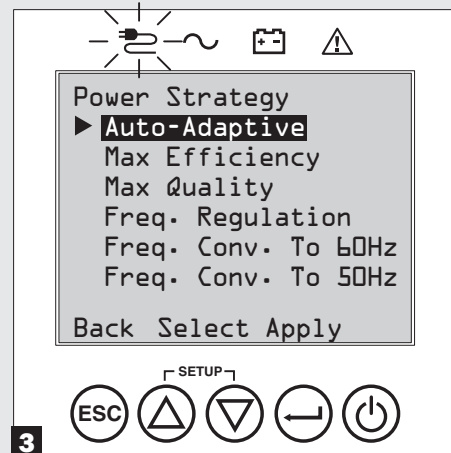 Power Strategy
▶ Auto-Adaptive
Max Efficiency
Max Quality
Freq. Regulation
Freq. Conv. To 60Hz
Freq. Conv. To 50Hz
Back Select Apply
SETUP
ESC
3